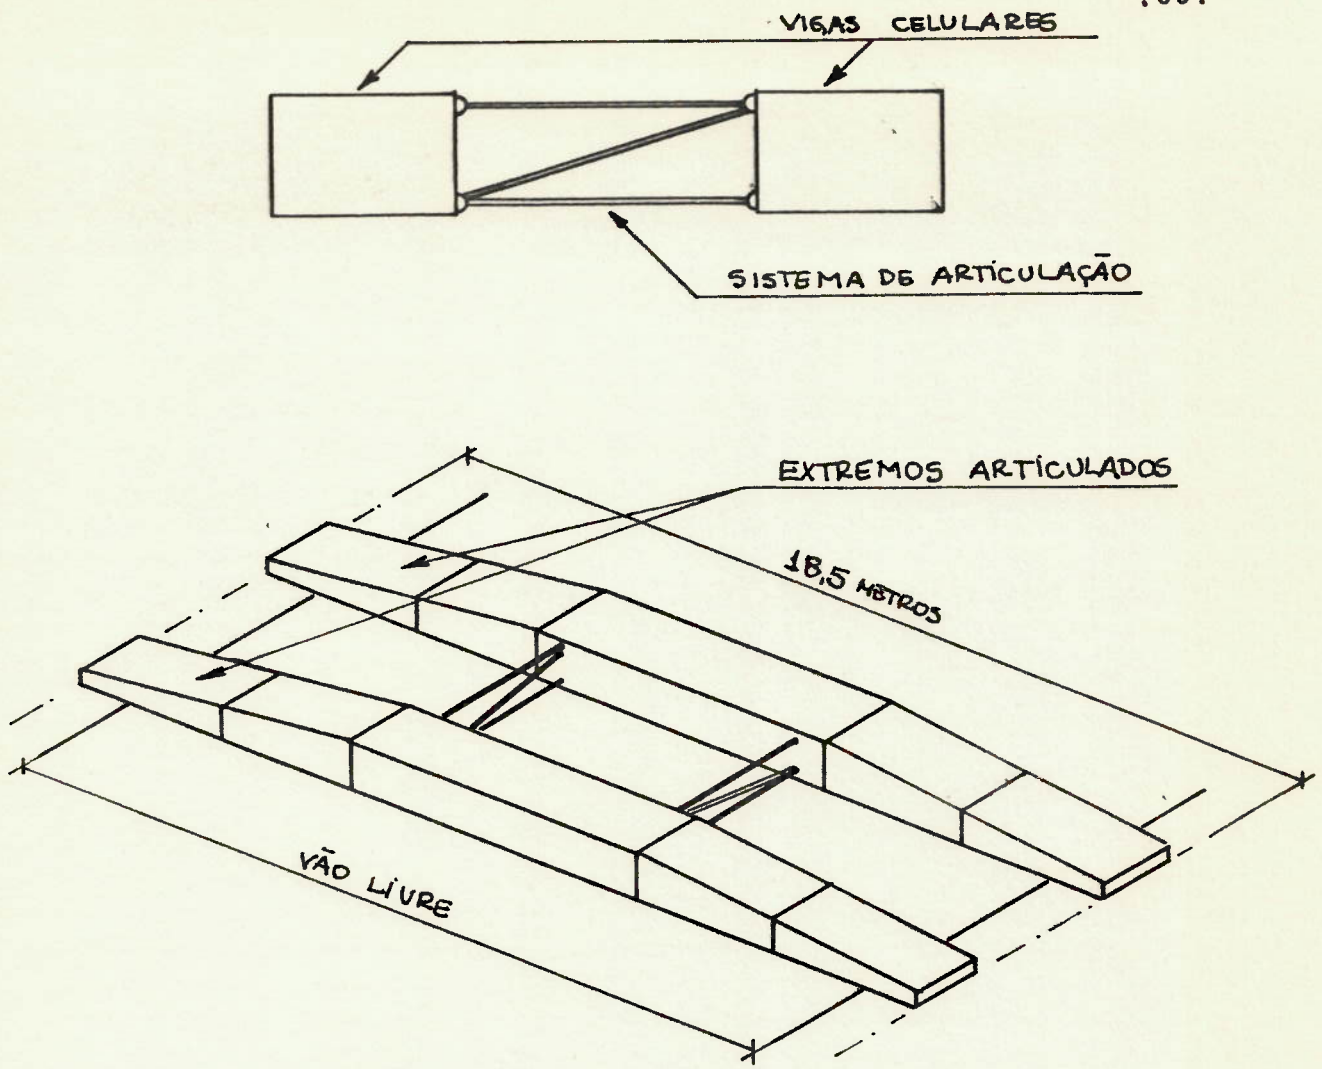 VIGAS CELULARES
SISTEMA DE ARTICULAÇÃO
EXTREMOS ARTICULADOS
18,5 METROS
VÃO LIVRE